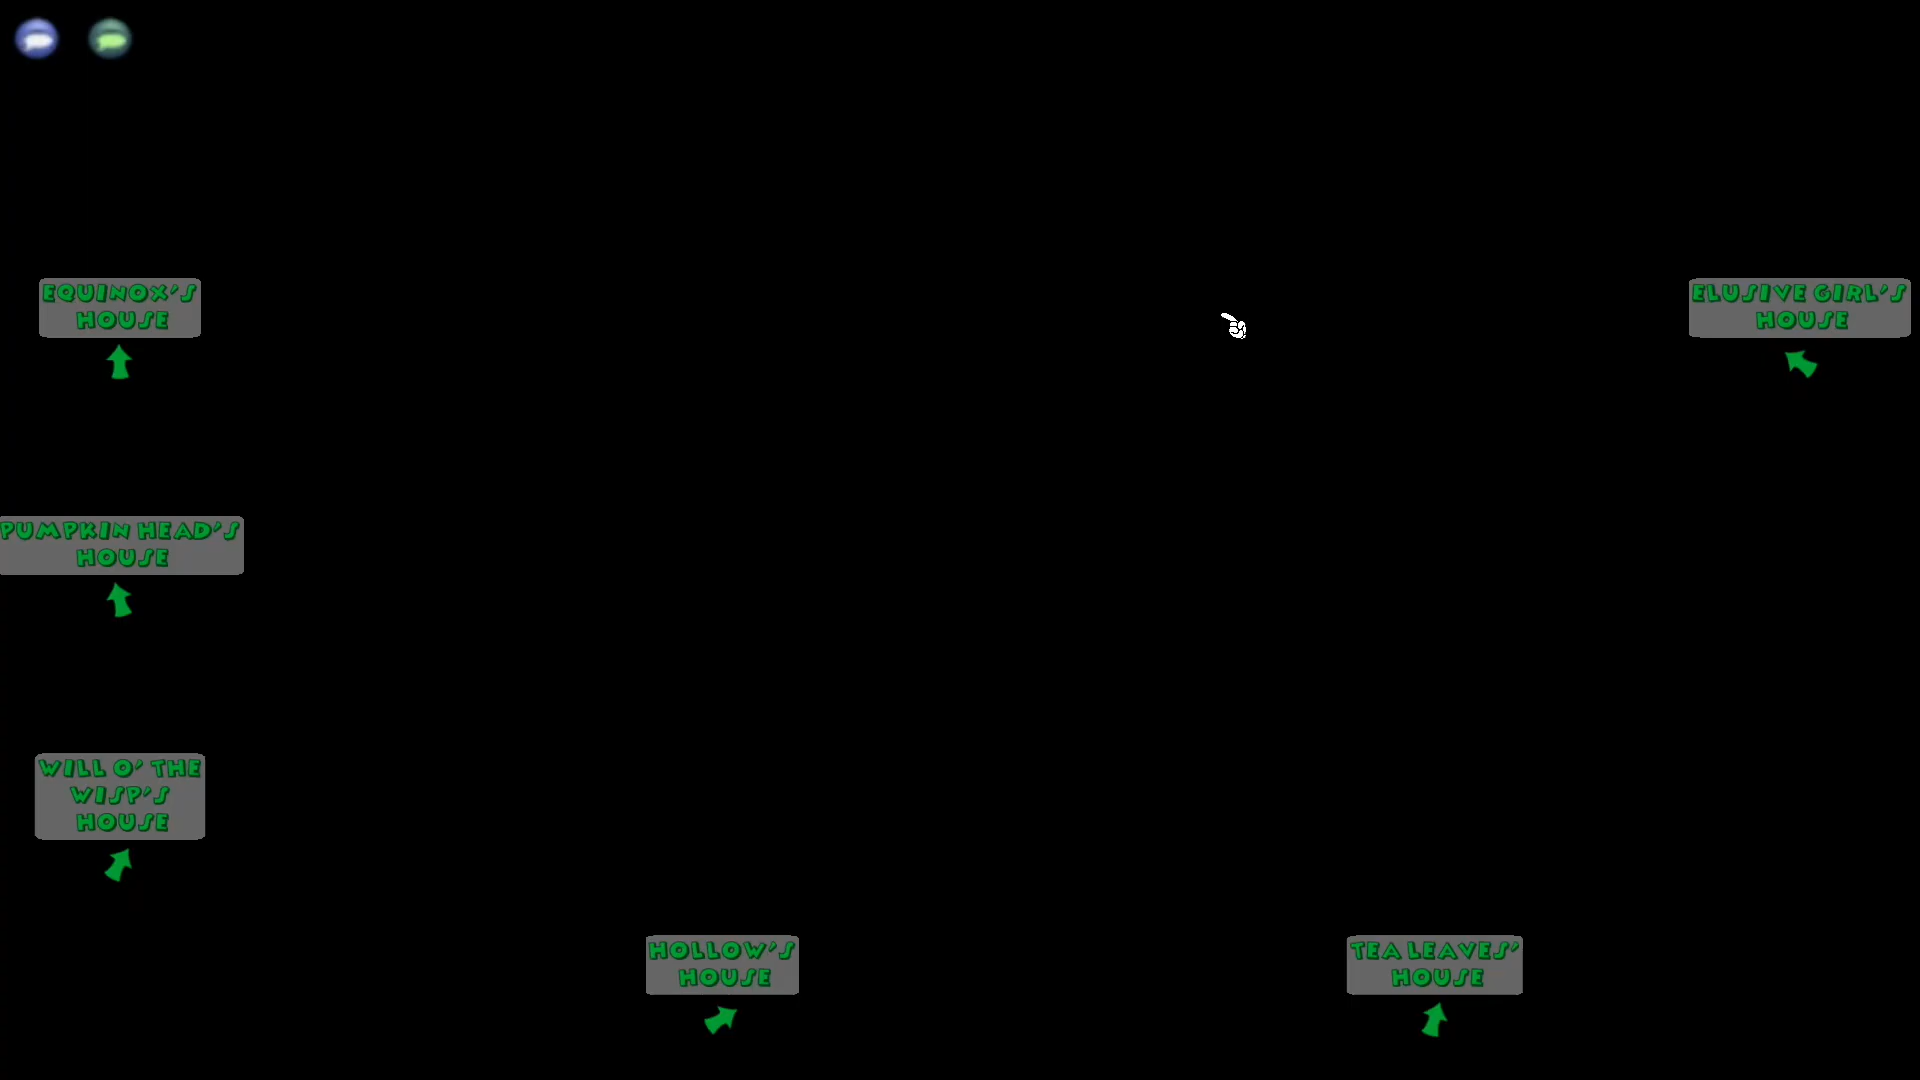 EQUINOX'S
HOUSE
ELUSIVE GIRL'S
HOUSE
PUMPKIN HEAD'S
HOUSE
WILL O' THE
WISP'S
HOUSE
HOLLOW'S
HOUSE
TEA LEAVES'
HOUSE